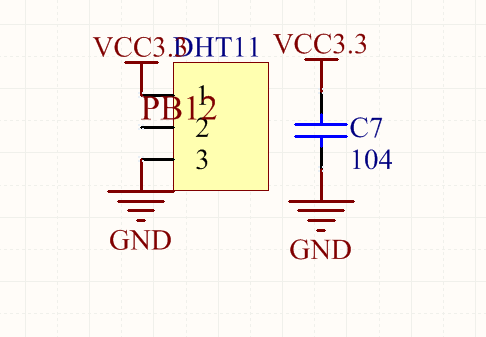 VCC3.3
DHT11
VCC3.3
1
PB12
2
3
C7
104
GND
GND